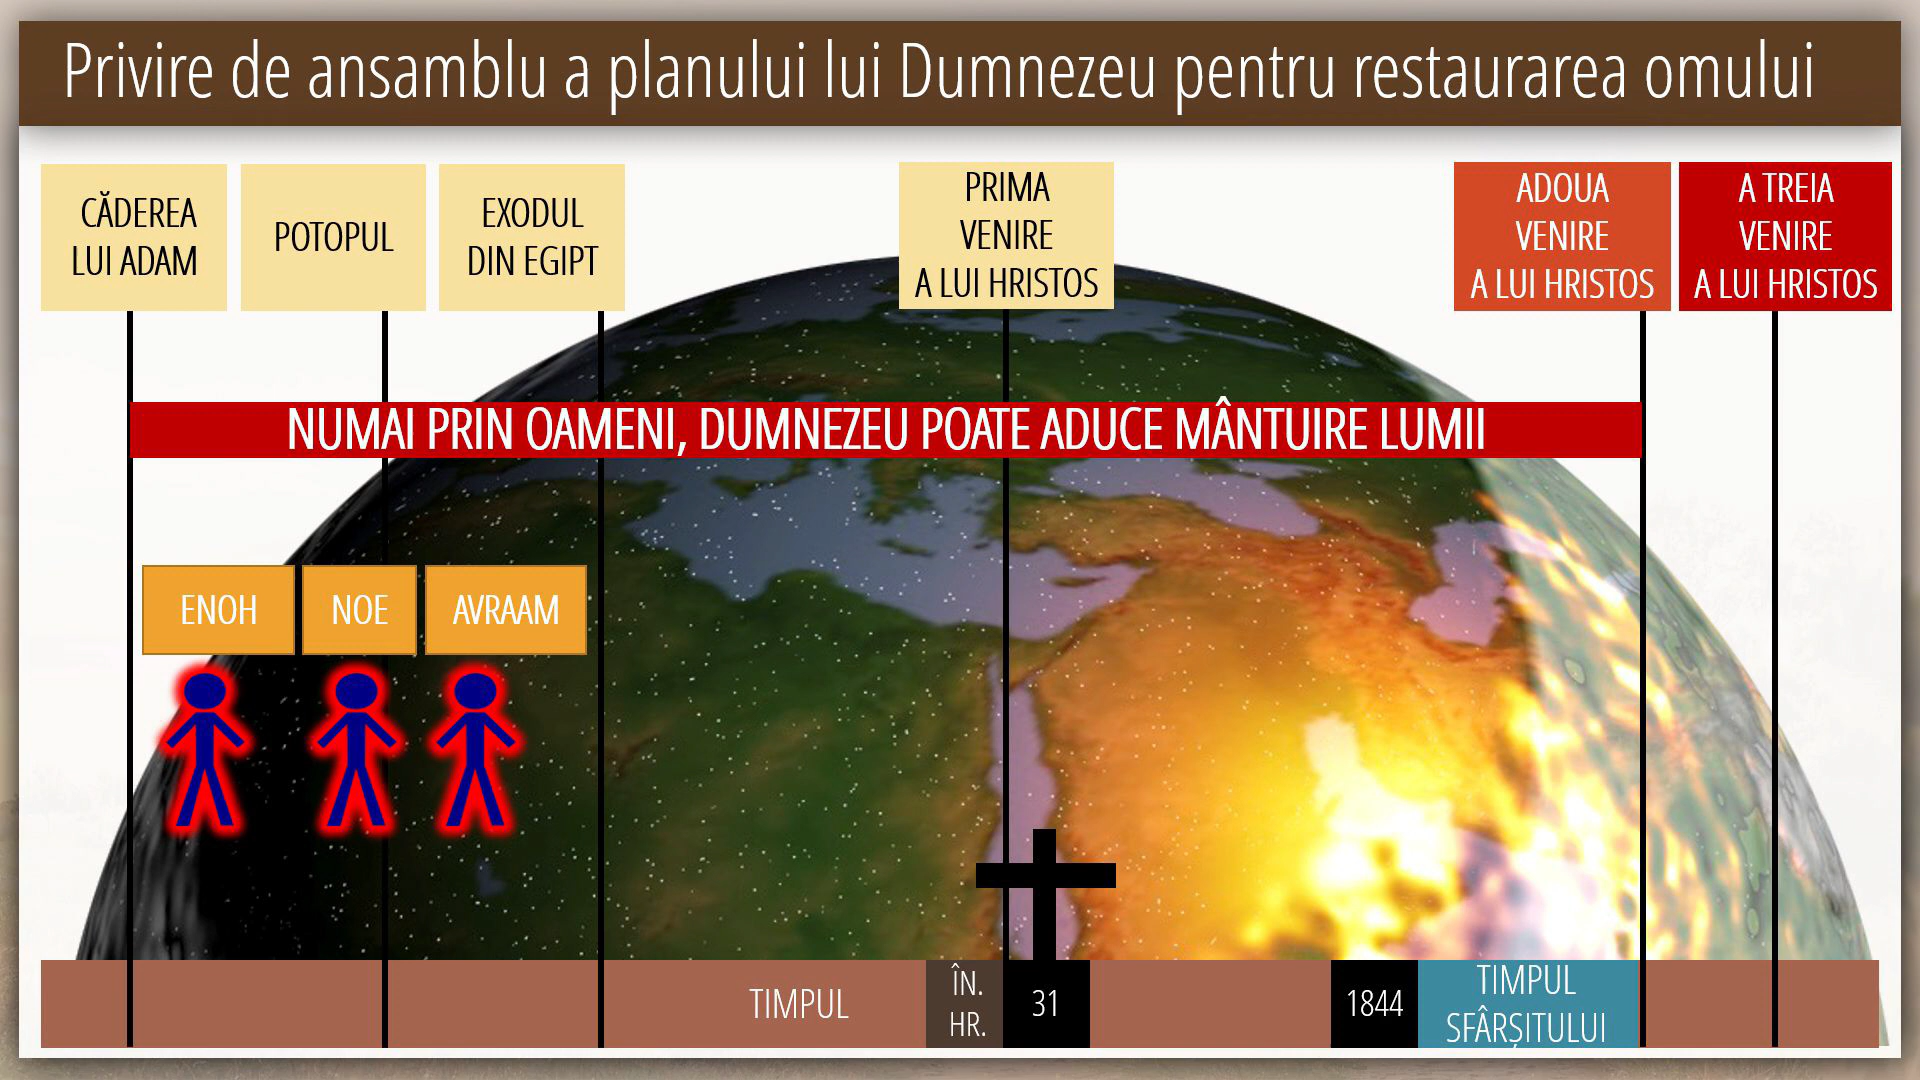 Privire de ansamblu a planului lui Dumnezeu pentru restaurarea omului
CĂDEREA
LUI ADAM
POTOPUL
EXODUL
DIN EGIPT
PRIMA
VENIRE
A LUI HRISTOS
ADOUA
VENIRE
A LUI HRISTOS
A TREIA
VENIRE
A LUI HRISTOS
NUMAI PRIN OAMENI, DUMNEZEU POATE ADUCE MÂNTUIRE LUMII
ENOH
NOE
AVRAAM
TIMPUL
ÎN.
HR.
31
1844
TIMPUL
SFÂRȘITULUI